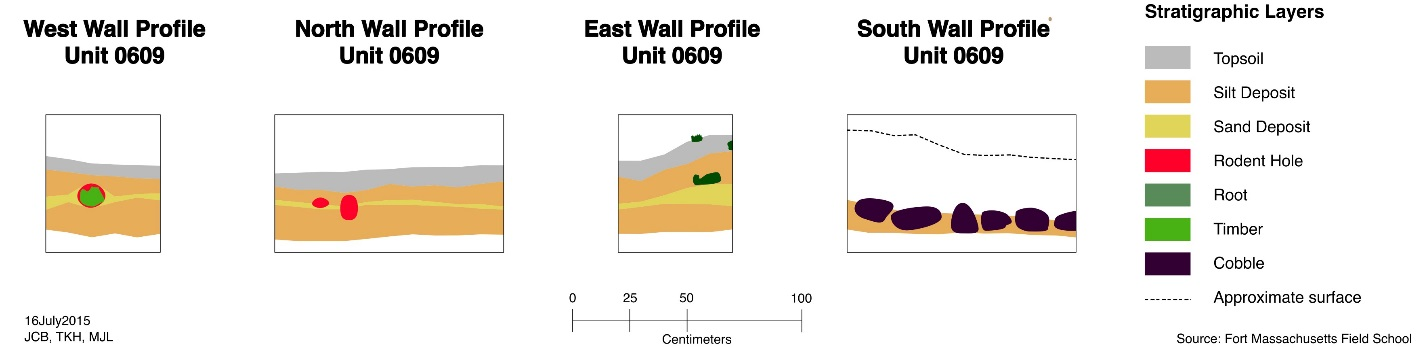 West Wall Profile
Unit 0609
North Wall Profile
Unit 0609
East Wall Profile
Unit 0609
South Wall Profile
Unit 0609
Stratigraphic Layers
Topsoil
Silt Deposit
Sand Deposit
Rodent Hole
Root
Timber
Cobble
Approximate surface
0 25 50 100
Centimeters
16July2015
JCB, TKH, MJL
Source: Fort Massachusetts Field School